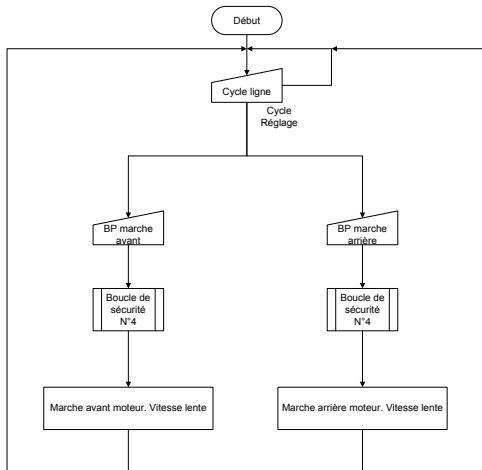 Début
Cycle ligne
Cycle
Réglage
BP marche
avant
BP marche
arrière
Boucle de
sécurité
N°4
Boucle de
sécurité
N°4
Marche avant moteur. Vitesse lente
Marche arrière moteur. Vitesse lente